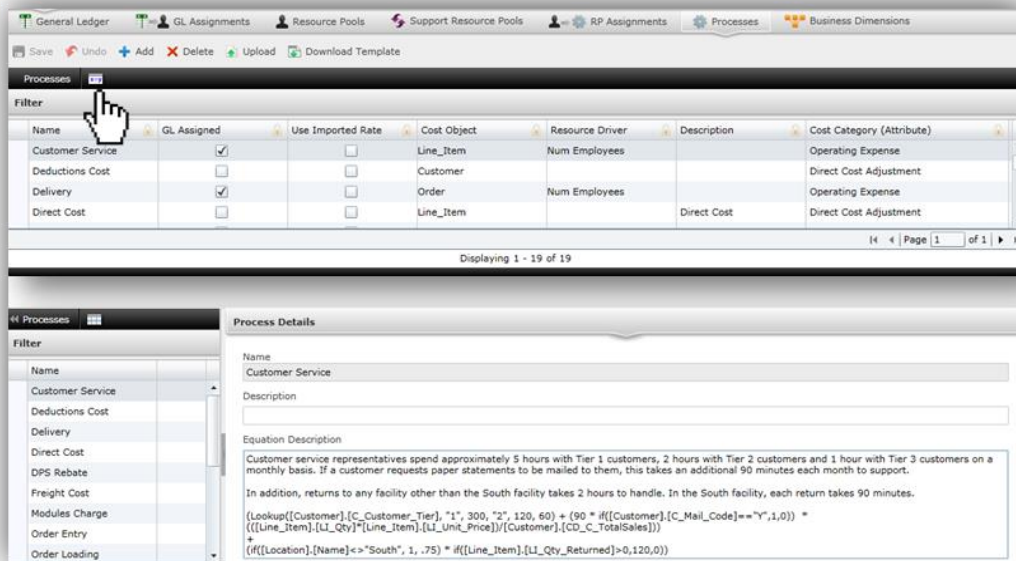 General Ledger GL Assignments Resource Pools Support Resource Pools RP Assignments Processes Business Dimensions
Save Undo Add Delete Upload Download Template
Processes
Filter
Name GL Assigned Use Imported Rate Cost Object Resource Driver Description Cost Category (Attribute)
Customer Service Line_Item Num Employees Operating Expense
Deductions Cost Customer Direct Cost Adjustment
Delivery Order Num Employees Operating Expense
Direct Cost Line_Item Direct Cost Direct Cost Adjustment
Page 1 of 1
Displaying 1 - 19 of 19
Processes
Filter
Name
Customer Service
Deductions Cost
Delivery
Direct Cost
DPS Rebate
Freight Cost
Modules Charge
Order Entry
Order Loading
Process Details
Name
Customer Service
Description
Equation Description
Customer service representatives spend approximately 5 hours with Tier 1 customers, 2 hours with Tier 2 customers and 1 hour with Tier 3 customers on a
monthly basis. If a customer requests paper statements to be mailed to them, this takes an additional 90 minutes each month to support.
In addition, returns to any facility other than the South facility takes 2 hours to handle. In the South facility, each return takes 90 minutes.
(Lookup([Customer].[C_Customer_Tier], "1", 300, "2", 120, 60) + (90 * if([Customer].[C_Mail_Code]=="Y",1,0)) *
(([Line_Item].[LI_Qty]*[Line_Item].[LI_Unit_Price])/[Customer].[CD_C_TotalSales]))
+
(if([Location].[Name]<>"South", 1, .75) * if([Line_Item].[LI_Qty_Returned]>0,120,0))